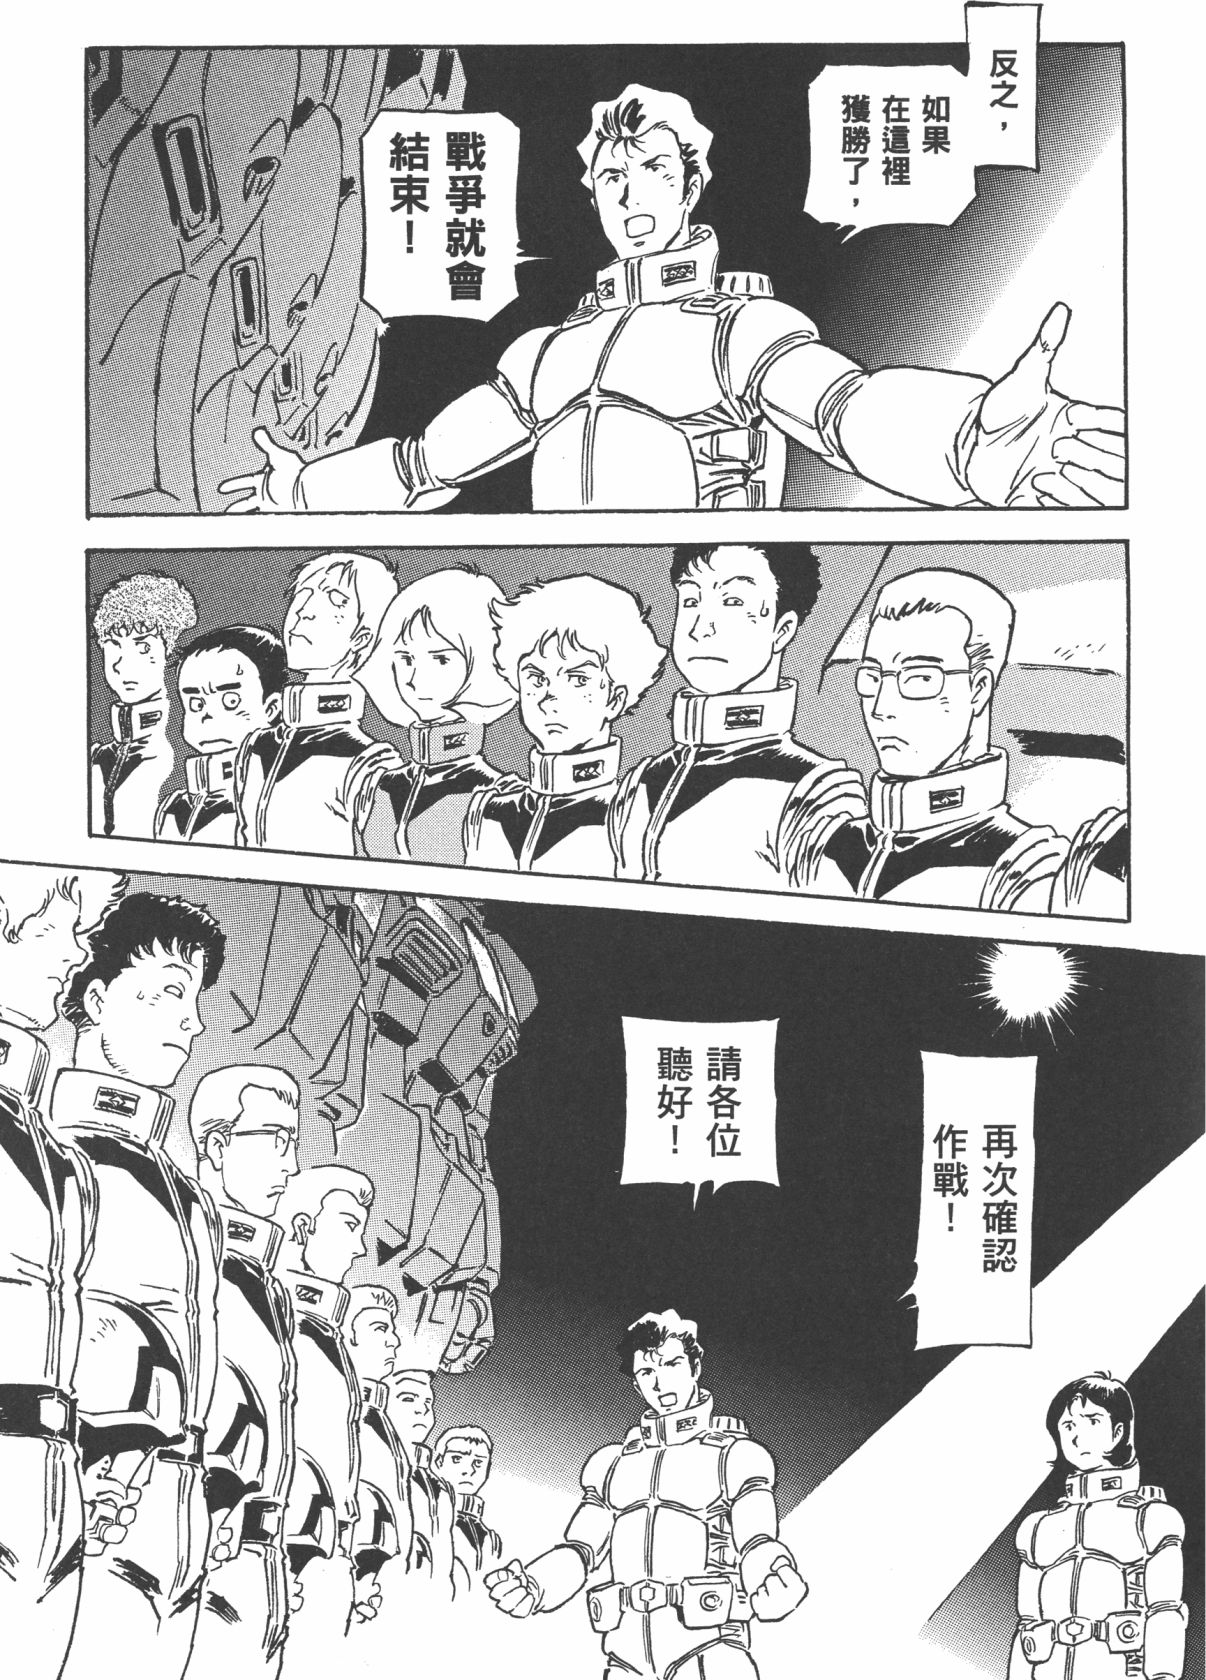 反之，
如果
在這裡
獲勝了，
戰爭就會
結束！
再次確認
作戰！
請各位
聽好！